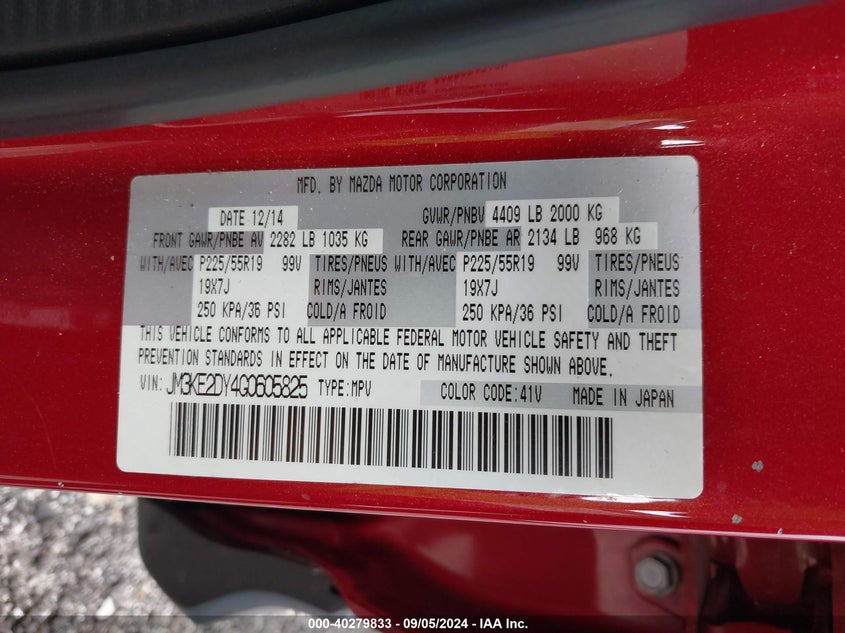 MFD. BY MAZDA MOTOR CORPORATION
DATE 12/14 GVWR/PNBV 4409 LB 2000 KG
FRONT GAWR/PNBE AV 2282 LB 1035 KG REAR GAWR/PNBE AR 2134 LB 968 KG
WITH/AVEC P225/55R19 99V TIRES/PNEUS WITH/AVEC P225/55R19 99V TIRES/PNEUS
19X7J RIMS/JANTES 19X7J RIMS/JANTES
250 KPA/36 PSI COLD/A FROID 250 KPA/36 PSI COLD/A FROID
THIS VEHICLE CONFORMS TO ALL APPLICABLE FEDERAL MOTOR VEHICLE SAFETY AND THEFT
PREVENTION STANDARDS IN EFFECT ON THE DATE OF MANUFACTURE SHOWN ABOVE.
VIN: JM3KE2DY4G0605825 TYPE:MPV COLOR CODE:41V MADE IN JAPAN
000-40279833 - 09/05/2024 - IAA Inc.